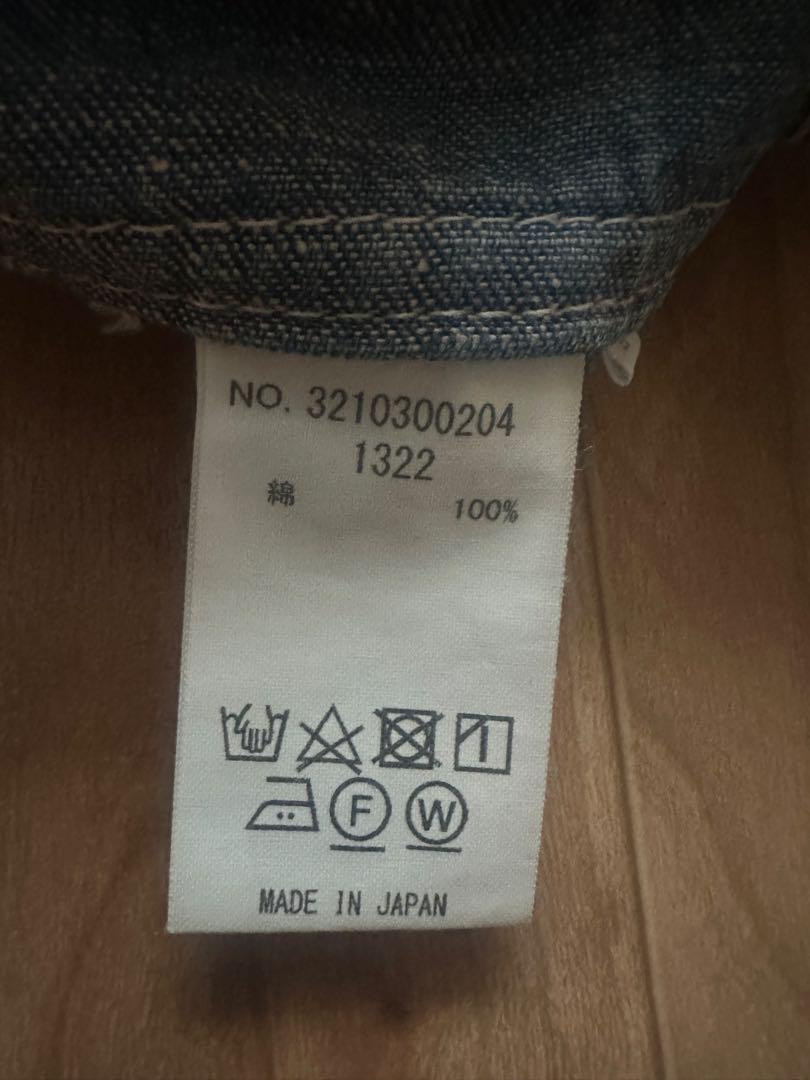 NO. 3210300204
1322
綿 100%
F W
MADE IN JAPAN